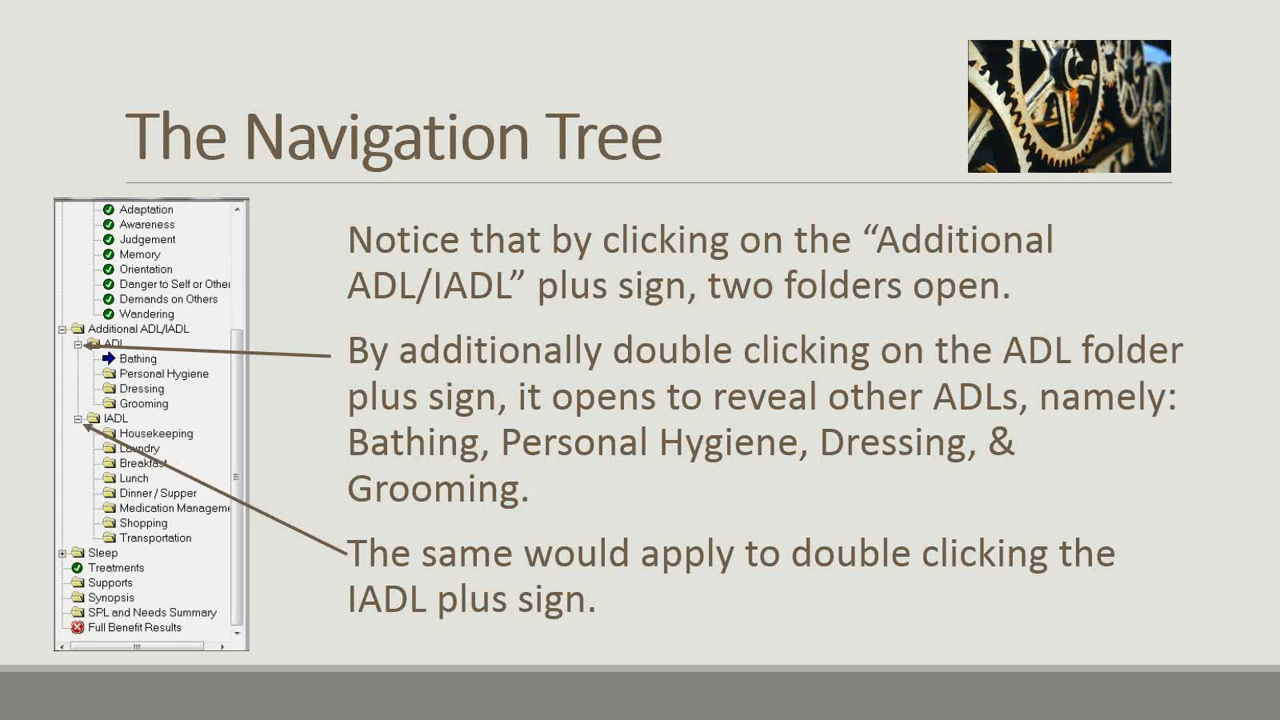 The Navigation Tree
Adaptation
Awareness
Judgement
Memory
Orientation
Danger to Self or Other
Demands on Others
Wandering
Additional ADL/IADL
ADL
Bathing
Personal Hygiene
Dressing
Grooming
IADL
Housekeeping
Laundry
Breakfast
Lunch
Dinner / Supper
Medication Manageme
Shopping
Transportation
Sleep
Treatments
Supports
Synopsis
SPL and Needs Summary
Full Benefit Results
Notice that by clicking on the “Additional
ADL/IADL” plus sign, two folders open.
By additionally double clicking on the ADL folder
plus sign, it opens to reveal other ADLs, namely:
Bathing, Personal Hygiene, Dressing, &
Grooming.
The same would apply to double clicking the
IADL plus sign.